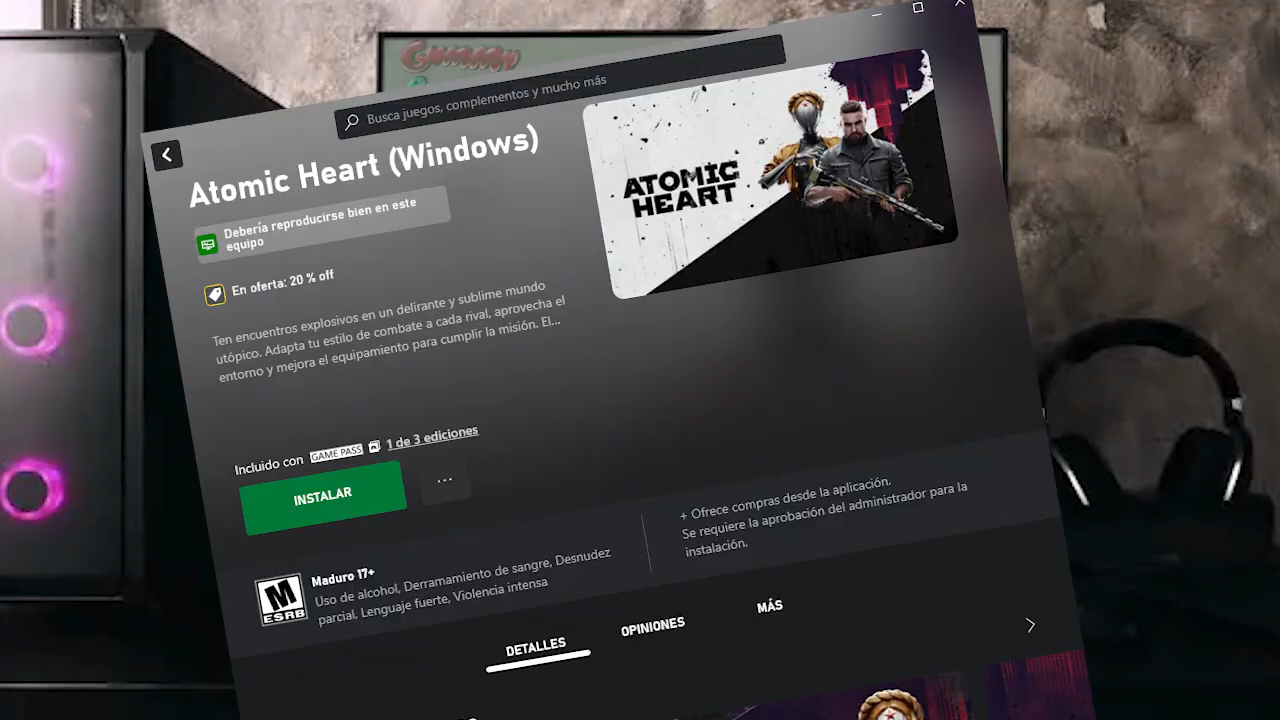 Gummy
Busca juegos, complementos y mucho más
Atomic Heart (Windows)
Debería reproducirse bien en este
equipo
En oferta: 20 % off
Ten encuentros explosivos en un delirante y sublime mundo
utópico. Adapta tu estilo de combate a cada rival, aprovecha el
entorno y mejora el equipamiento para cumplir la misión. El...
ATOMIC
HEART
Incluido con GAME PASS 1 de 3 ediciones
INSTALAR
...
+ Ofrece compras desde la aplicación.
Se requiere la aprobación del administrador para la
instalación.
M
ESRB
Maduro 17+
Uso de alcohol, Derramamiento de sangre, Desnudez
parcial, Lenguaje fuerte, Violencia intensa
DETALLES
OPINIONES
MÁS